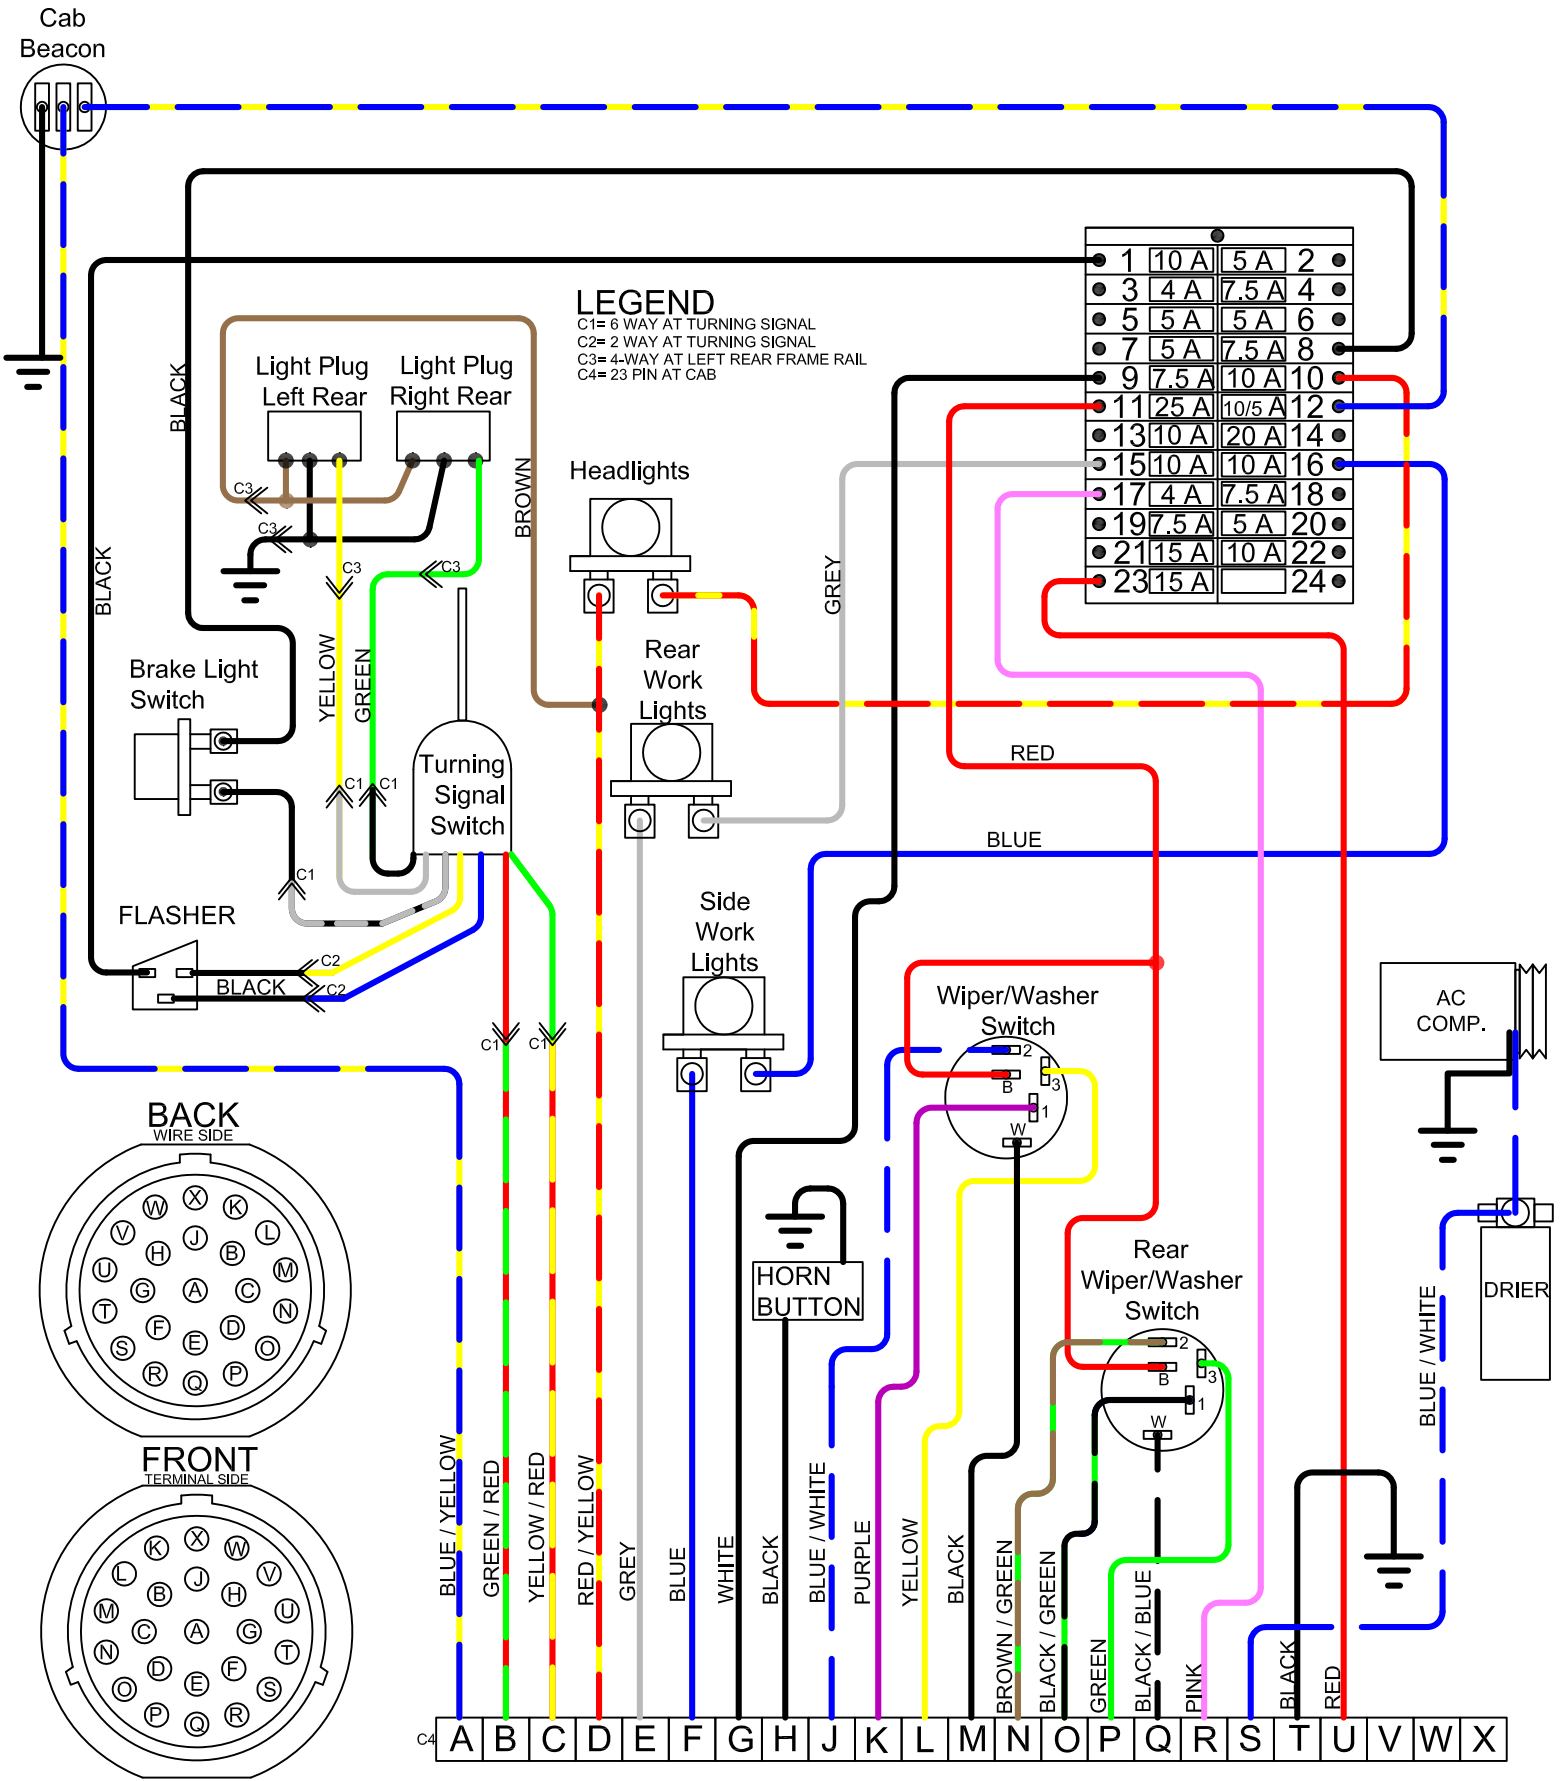 Cab
Beacon
1 10 A 5 A 2
3 4 A 7.5 A 4
5 5 A 5 A 6
7 5 A 7.5 A 8
9 7.5 A 10 A 10
11 25 A 10/5 A 12
13 10 A 20 A 14
15 10 A 10 A 16
17 4 A 7.5 A 18
19 7.5 A 5 A 20
21 15 A 10 A 22
23 15 A 24
LEGEND
C1= 6 WAY AT TURNING SIGNAL
C2= 2 WAY AT TURNING SIGNAL
C3= 4-WAY AT LEFT REAR FRAME RAIL
C4= 23 PIN AT CAB
BLACK
Light Plug
Left Rear
Light Plug
Right Rear
C3
C3
C3
C3
BROWN
BLACK
Headlights
GREY
YELLOW
GREEN
Brake Light
Switch
Rear
Work
Lights
RED
Turning
Signal
Switch
C1
C1
C1
BLUE
FLASHER
C2
BLACK
C2
Side
Work
Lights
C1
C1
Wiper/Washer
Switch
2
B
3
1
W
AC
COMP.
DRIER
BLUE / WHITE
HORN
BUTTON
Rear
Wiper/Washer
Switch
2
B
3
1
W
BACK
WIRE SIDE
X
W
K
V
J
L
H
B
U
M
G
A
C
T
N
F
D
S
E
O
R
P
Q
FRONT
TERMINAL SIDE
X
K
W
L
J
V
B
H
M
U
C
A
G
N
T
D
F
O
E
S
P
R
Q
BLUE / YELLOW
GREEN / RED
YELLOW / RED
RED / YELLOW
GREY
BLUE
WHITE
BLACK
BLUE / WHITE
PURPLE
YELLOW
BLACK
BROWN / GREEN
BLACK / GREEN
GREEN
BLACK / BLUE
PINK
BLACK
RED
C4 A B C D E F G H J K L M N O P Q R S T U V W X